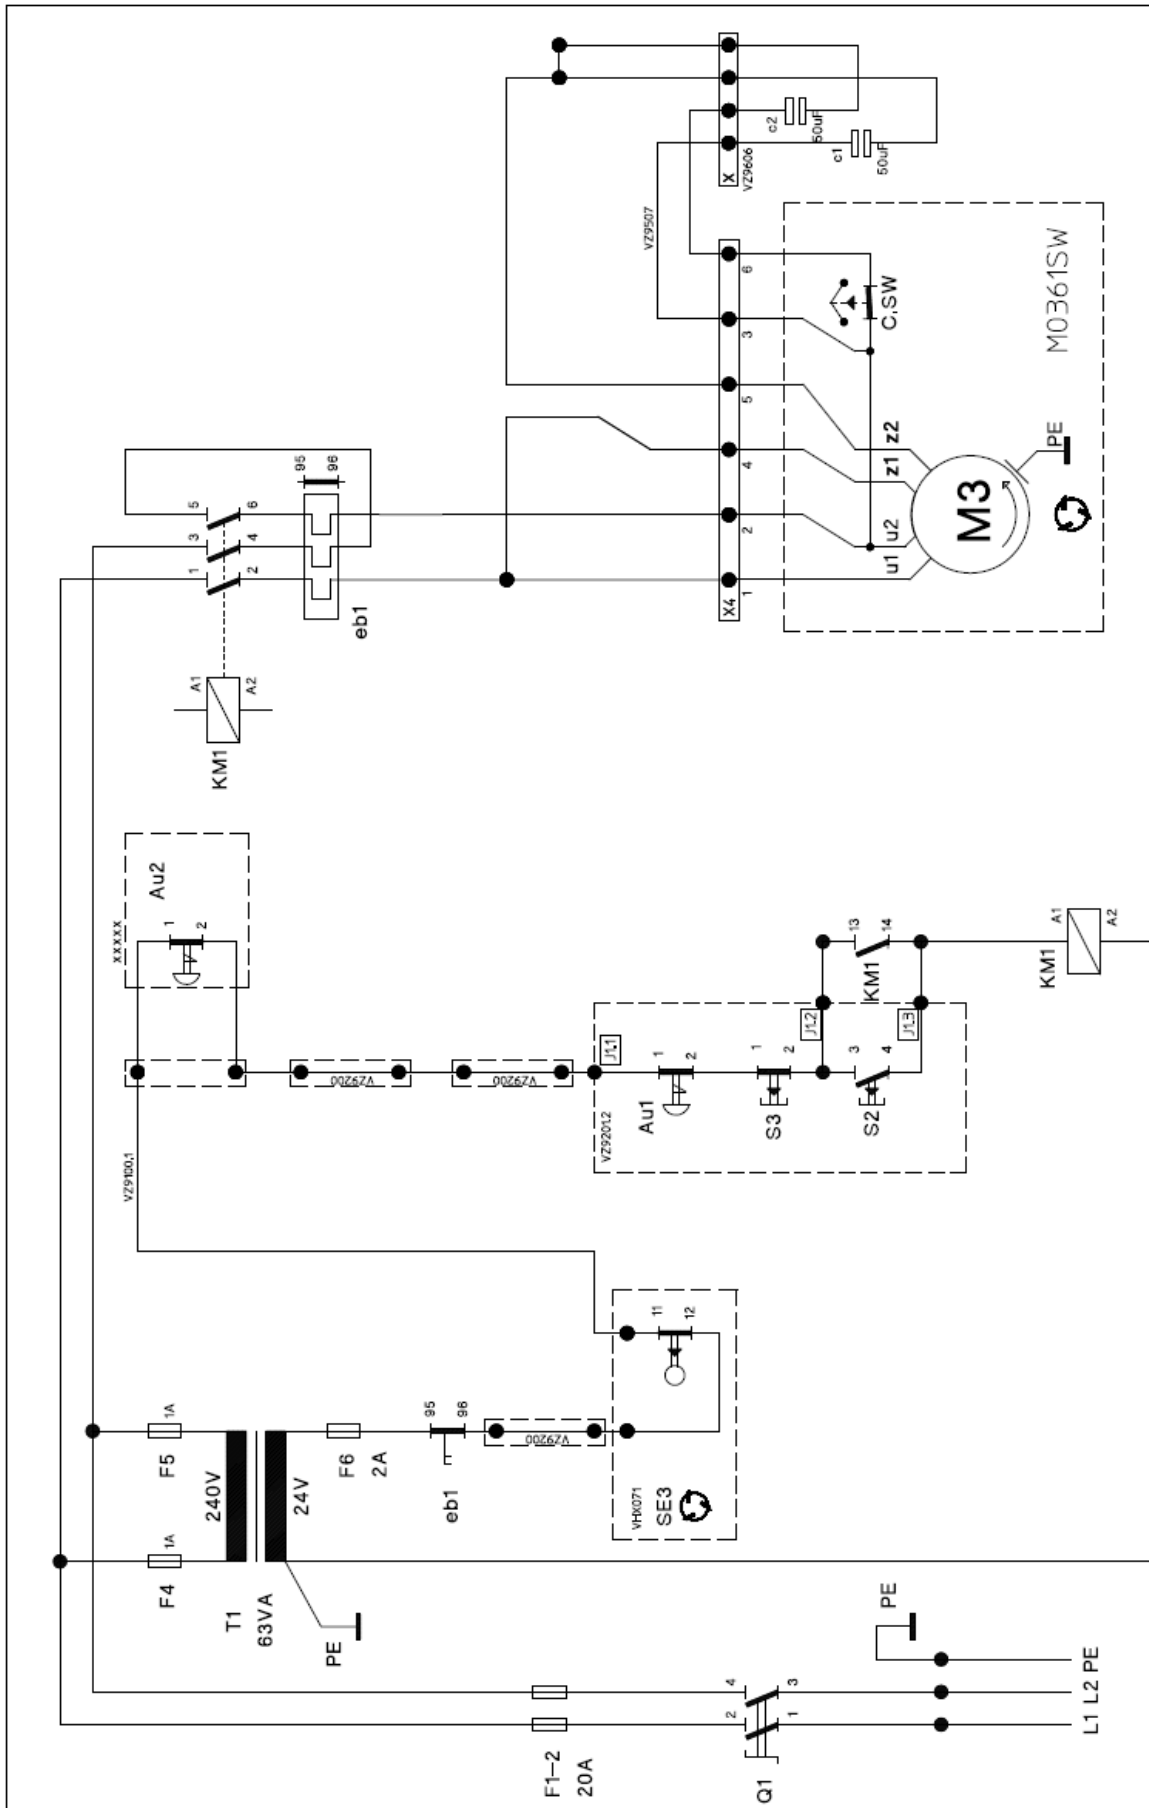 L1 L2 PE
PE
Q1
1
2
3
4
F1-2
20A
F4
1A
F5
1A
T1
63VA
240V
24V
PE
F6
2A
eb1
95
96
VZ9200
VHX071
SE3
11
12
VZ9100,1
xxxxx
Au2
1
2
VZ9200
VZ9200
VZ9201.2
J1.1
Au1
1
2
S3
1
2
J1.2
S2
3
4
J1.3
KM1
13
14
KM1
A1
A2
KM1
A1
A2
1
2
3
4
5
6
eb1
95
96
X4
1
2
4
5
3
6
VZ9507
X
VZ9606
c1
50uF
c2
50uF
C,SW
M0361SW
u1
u2
z1
z2
M3
PE